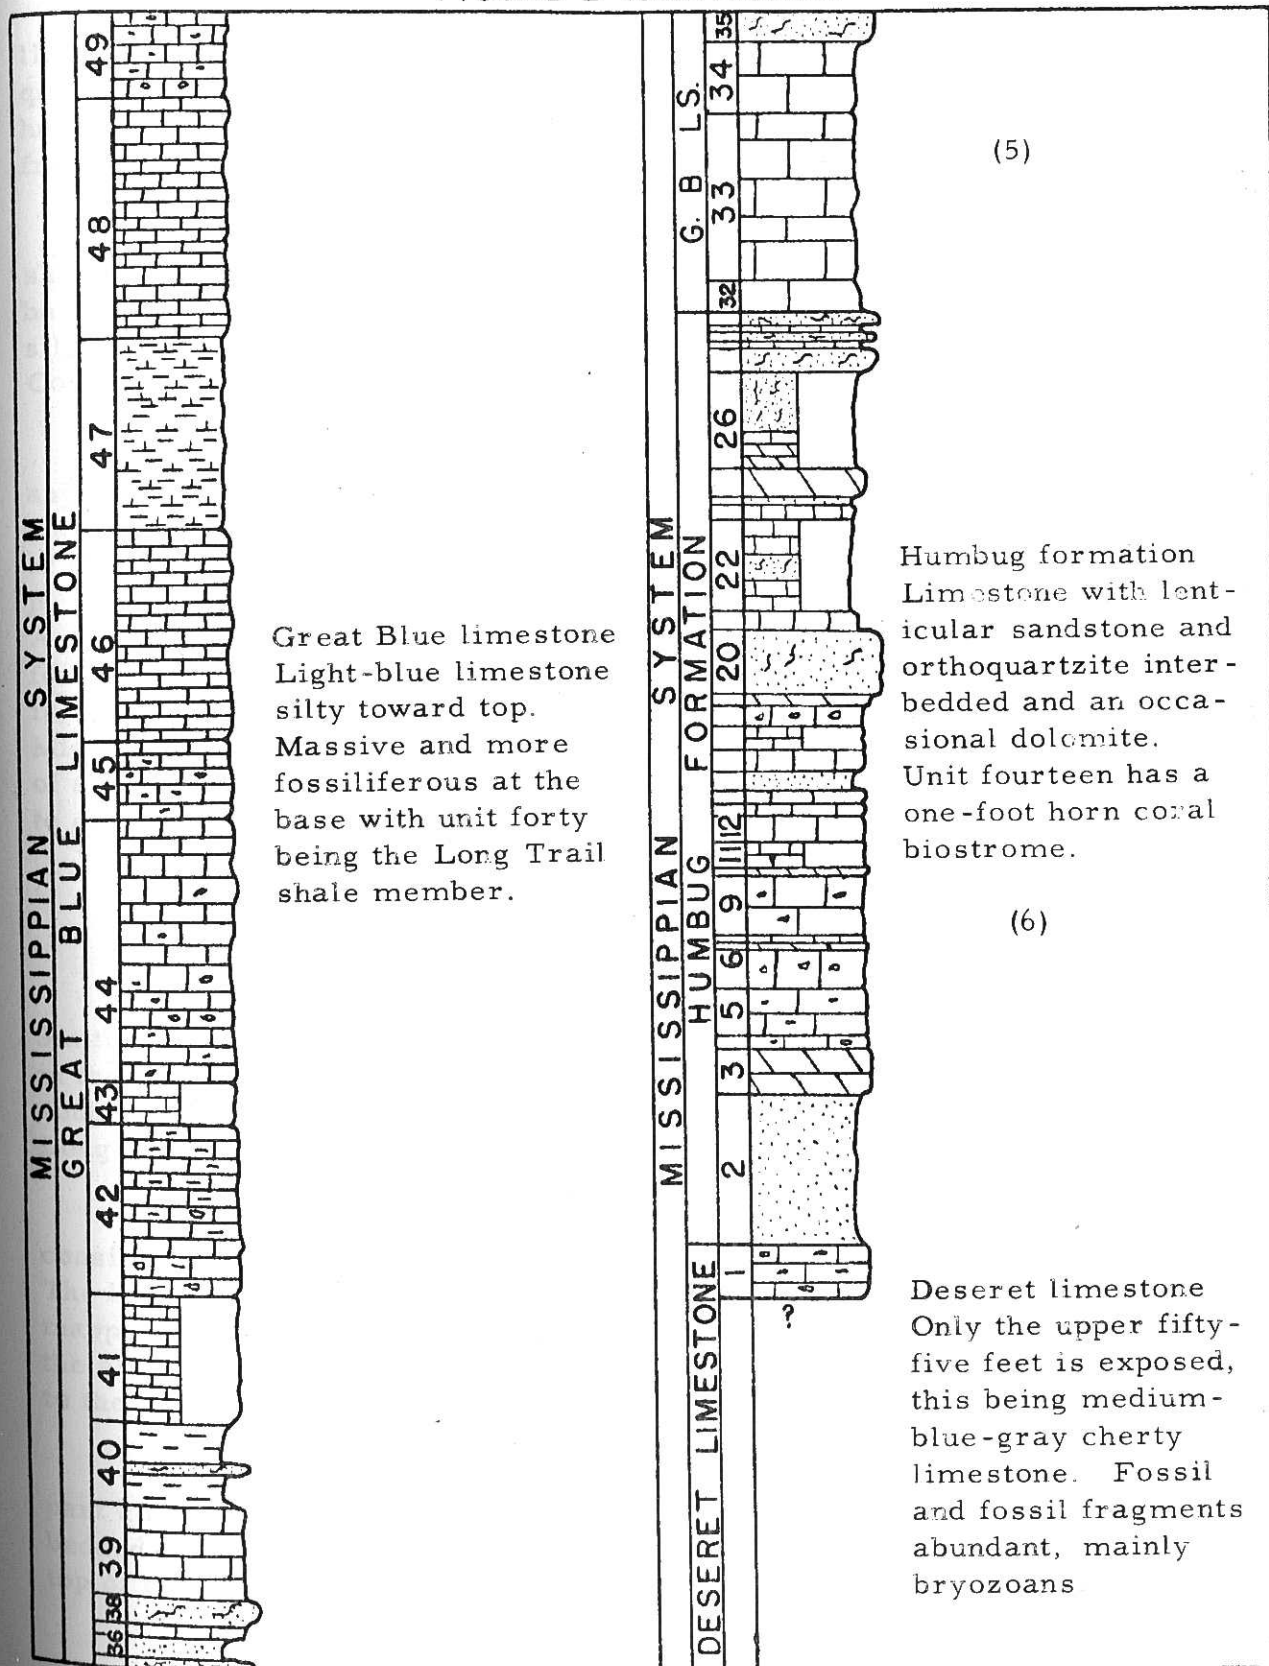 MISSISSIPPIAN SYSTEM
GREAT BLUE LIMESTONE
49
48
47
46
45
44
43
42
41
40
39
38
36
Great Blue limestone
Light-blue limestone
silty toward top.
Massive and more
fossiliferous at the
base with unit forty
being the Long Trail
shale member.
MISSISSIPPIAN SYSTEM
G. B LS.
HUMBUG FORMATION
DESERET LIMESTONE
35
34
33
32
26
22
20
12
11
9
6
5
3
2
1
?
(5)
Humbug formation
Limestone with lent-
icular sandstone and
orthoquartzite inter-
bedded and an occa-
sional dolomite.
Unit fourteen has a
one-foot horn coral
biostrome.
(6)
Deseret limestone
Only the upper fifty-
five feet is exposed,
this being medium-
blue-gray cherty
limestone. Fossil
and fossil fragments
abundant, mainly
bryozoans